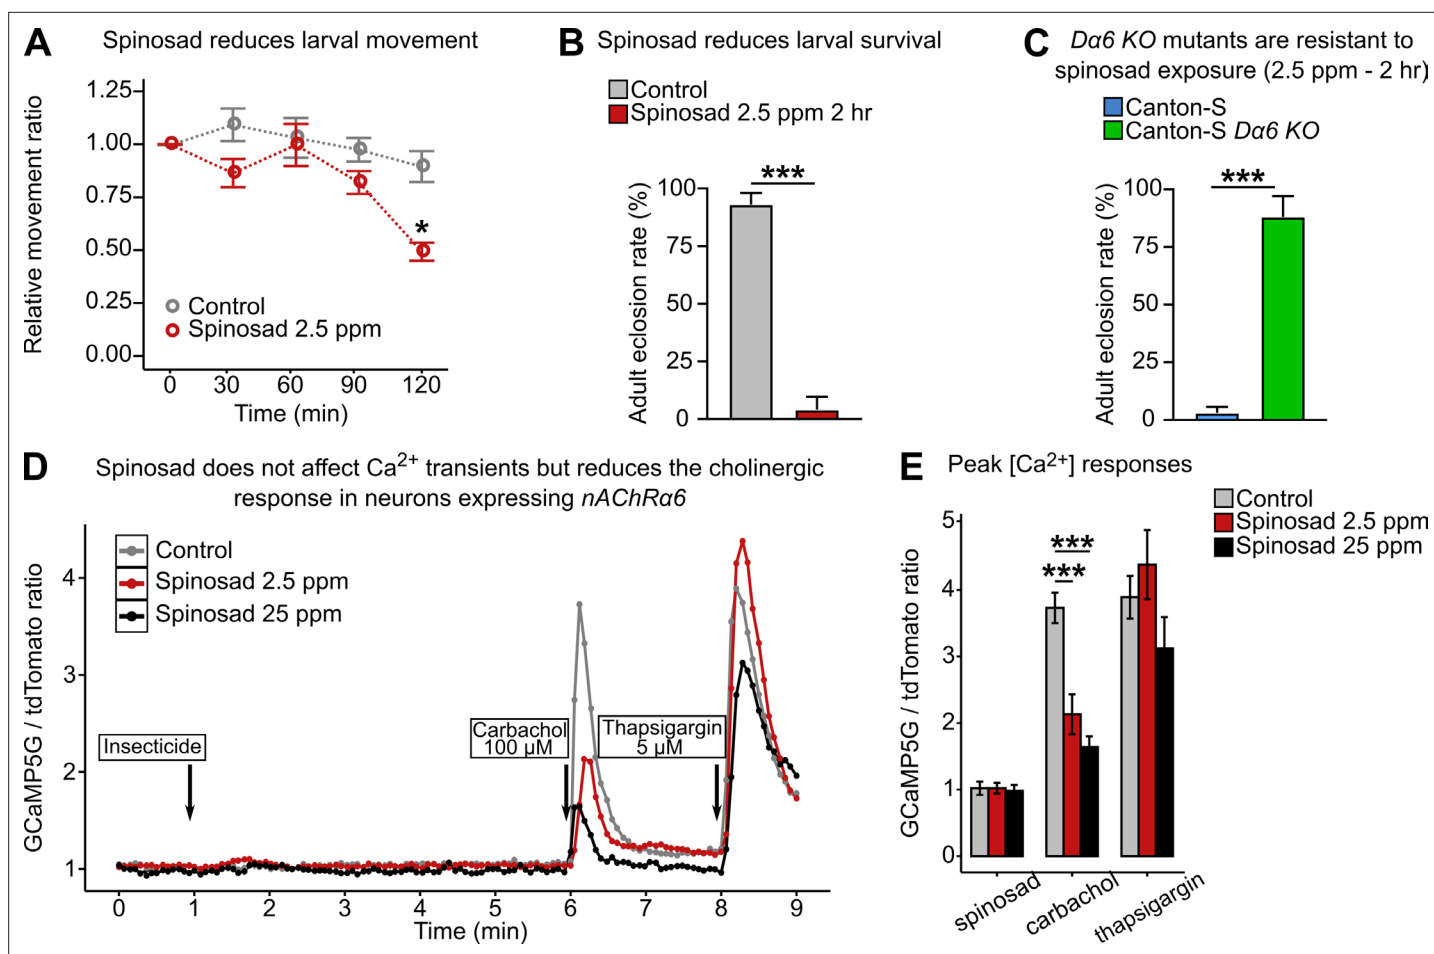 A Spinosad reduces larval movement
Relative movement ratio
1.25
1.00
0.75
0.50
0.25
0.00
*
Control
Spinosad 2.5 ppm
0 30 60 90 120
Time (min)
B Spinosad reduces larval survival
Control
Spinosad 2.5 ppm 2 hr
Adult eclosion rate (%)
100
75
50
25
0
***
C Dα6 KO mutants are resistant to
spinosad exposure (2.5 ppm - 2 hr)
Canton-S
Canton-S Dα6 KO
Adult eclosion rate (%)
100
75
50
25
0
***
D Spinosad does not affect Ca2+ transients but reduces the cholinergic
response in neurons expressing nAChRα6
GCaMP5G / tdTomato ratio
Control
Spinosad 2.5 ppm
Spinosad 25 ppm
4
3
2
1
Insecticide
Carbachol
100 µM
Thapsigargin
5 µM
0 1 2 3 4 5 6 7 8 9
Time (min)
E Peak [Ca2+] responses
Control
Spinosad 2.5 ppm
Spinosad 25 ppm
GCaMP5G / tdTomato ratio
5
4
3
2
1
0
***
***
spinosad
carbachol
thapsigargin